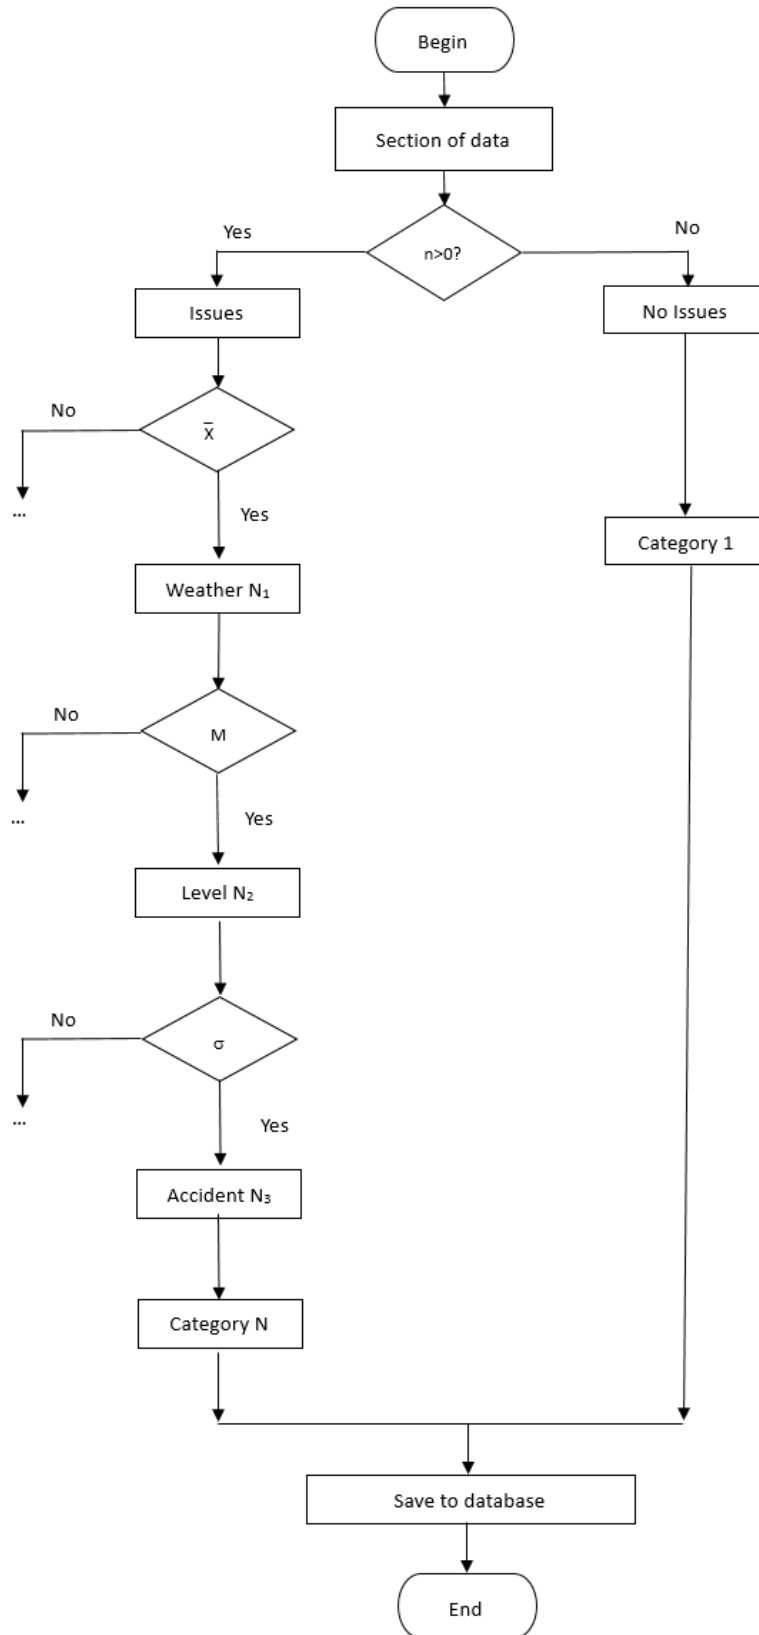 Begin
Section of data
Yes
n>0?
No
Issues
No Issues
No
X̄
...
Yes
Category 1
Weather N₁
No
M
...
Yes
Level N₂
No
σ
...
Yes
Accident N₃
Category N
Save to database
End